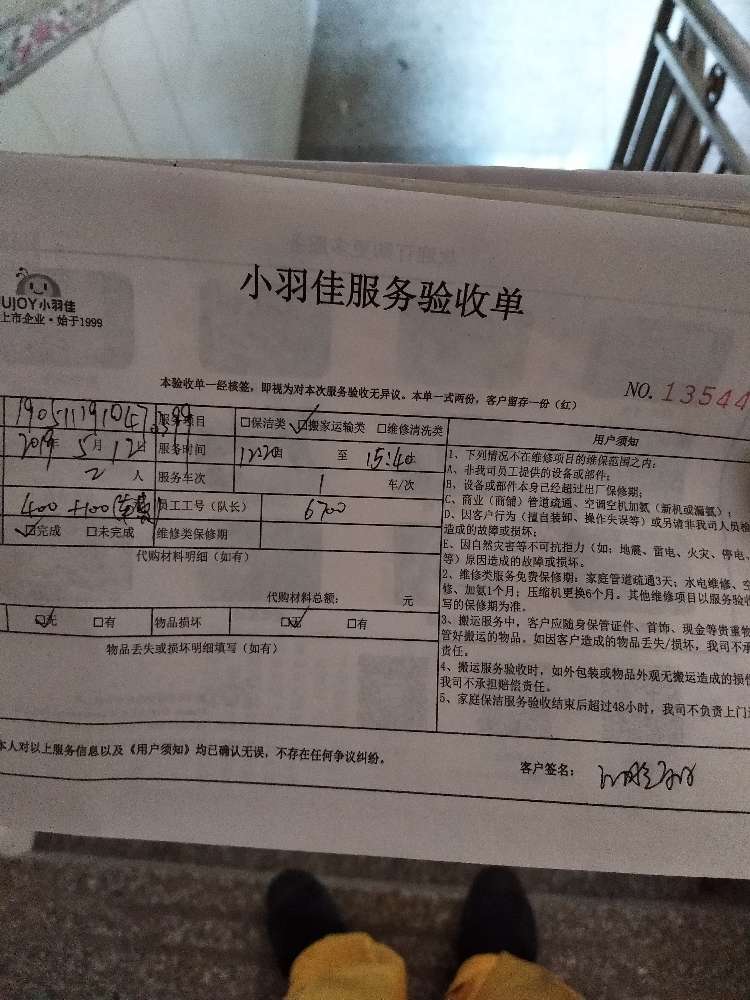 小羽佳服务验收单
UJOY小羽佳
上市企业·始于1999
本验收单一经核签，即视为对本次服务验收无异议。本单一式两份，客户留存一份（红）
NO. 13544
服务项目 □保洁类 ☑搬家运输类 □维修清洗类
2019年 5月 12日 服务时间 12:20 至 15:40
2 人 服务车次 1 车/次
400 +100 员工工号（队长） 6700
☑完成 □未完成 维修类保修期
代购材料明细（如有）
代购材料总额： 元
☑无 □有 物品损坏 ☑无 □有
物品丢失或损坏明细填写（如有）
用户须知
1、下列情况不在维修项目的维保范围之内：
A、非我司员工提供的设备或部件；
B、设备或部件本身已经超过出厂保修期；
C、商业（商铺）管道疏通、空调空机加氨（新机或漏氨）；
D、因客户行为（擅自装卸、操作失误等）或另请非我司人员检
造成的故障或损坏；
E、因自然灾害等不可抗拒力（如：地震、雷电、火灾、停电、
等）原因造成的故障或损坏。
2、维修类服务免费保修期：家庭管道疏通3天；水电维修、空
修、加氨1个月；压缩机更换6个月。其他维修项目以服务验收
写的保修期为准。
3、搬运服务中，客户应随身保管证件、首饰、现金等贵重物
管好搬运的物品。如因客户造成的物品丢失/损坏，我司不承
责任。
4、搬运服务验收时，如外包装或物品外观无搬运造成的损
我司不承担赔偿责任。
5、家庭保洁服务验收结束后超过48小时，我司不负责上门
本人对以上服务信息以及《用户须知》均已确认无误，不存在任何争议纠纷。
客户签名：